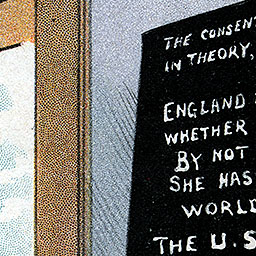 THE CONSENT
IN THEORY,
ENGLAND
WHETHER
BY NOT
SHE HAS
WORLD
THE U.S